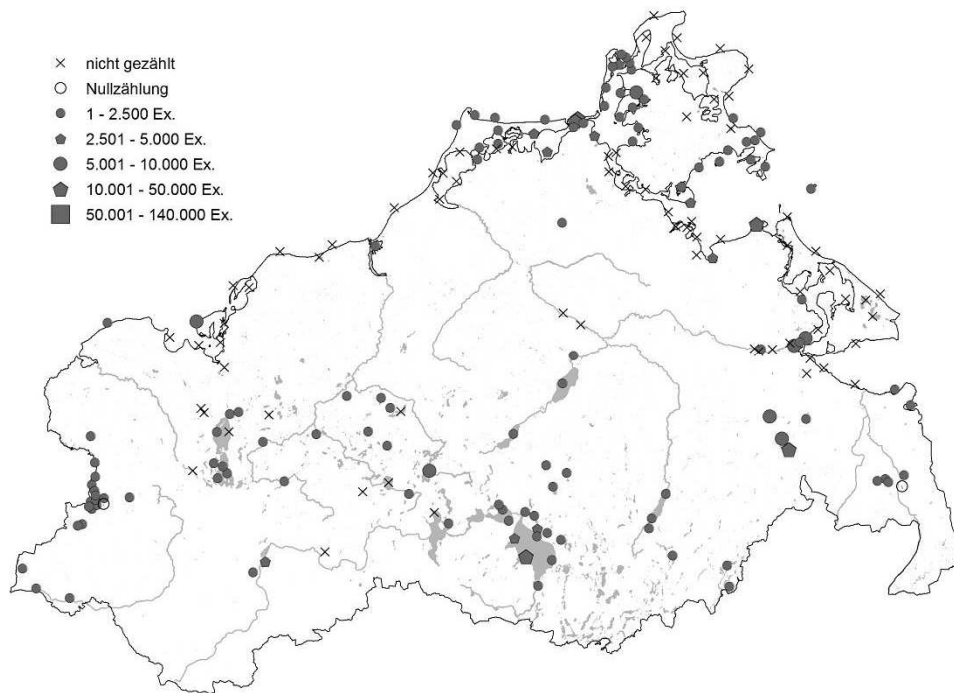 nicht gezählt
Nullzählung
1 - 2.500 Ex.
2.501 - 5.000 Ex.
5.001 - 10.000 Ex.
10.001 - 50.000 Ex.
50.001 - 140.000 Ex.